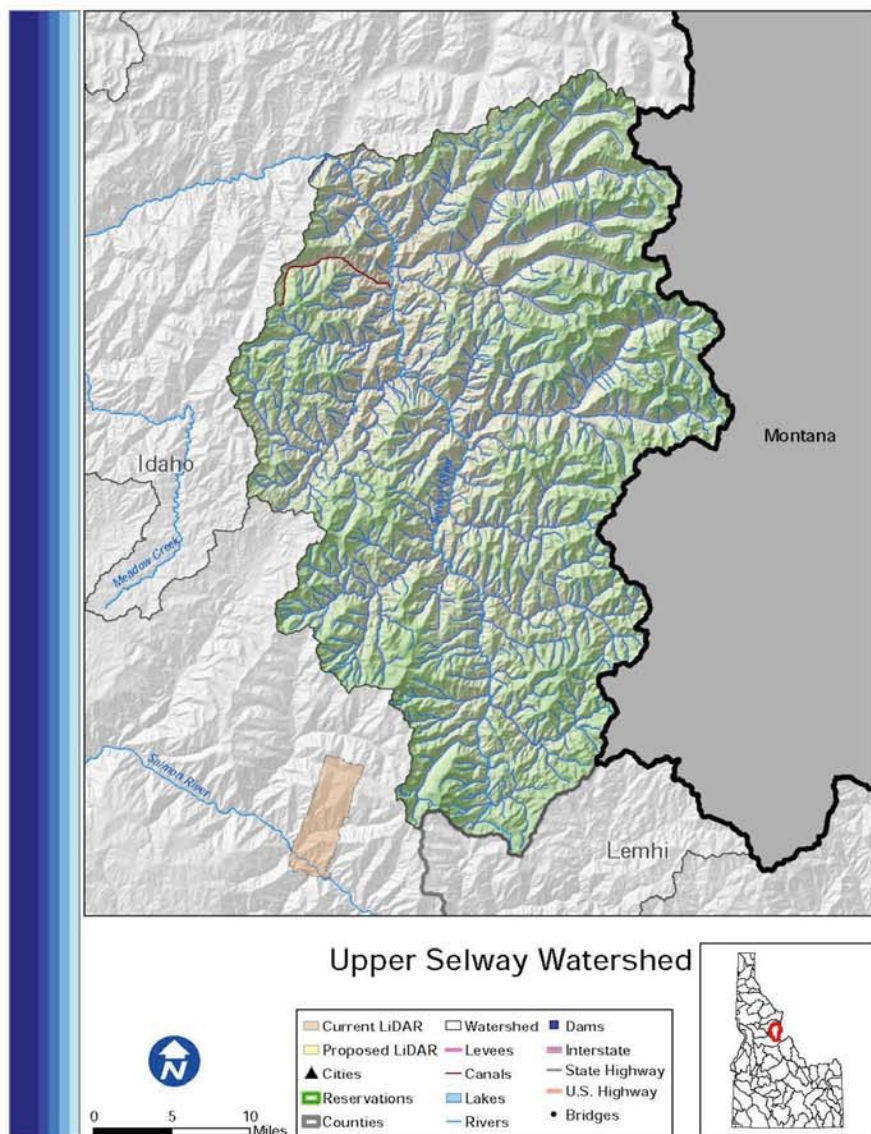 Montana
Idaho
Meadow Creek
Salmon River
Lemhi
Upper Selway Watershed
Current LiDAR
Proposed LiDAR
Cities
Reservations
Counties
Watershed
Levees
Canals
Lakes
Rivers
Dams
Interstate
State Highway
U.S. Highway
Bridges
N
0 5 10
Miles